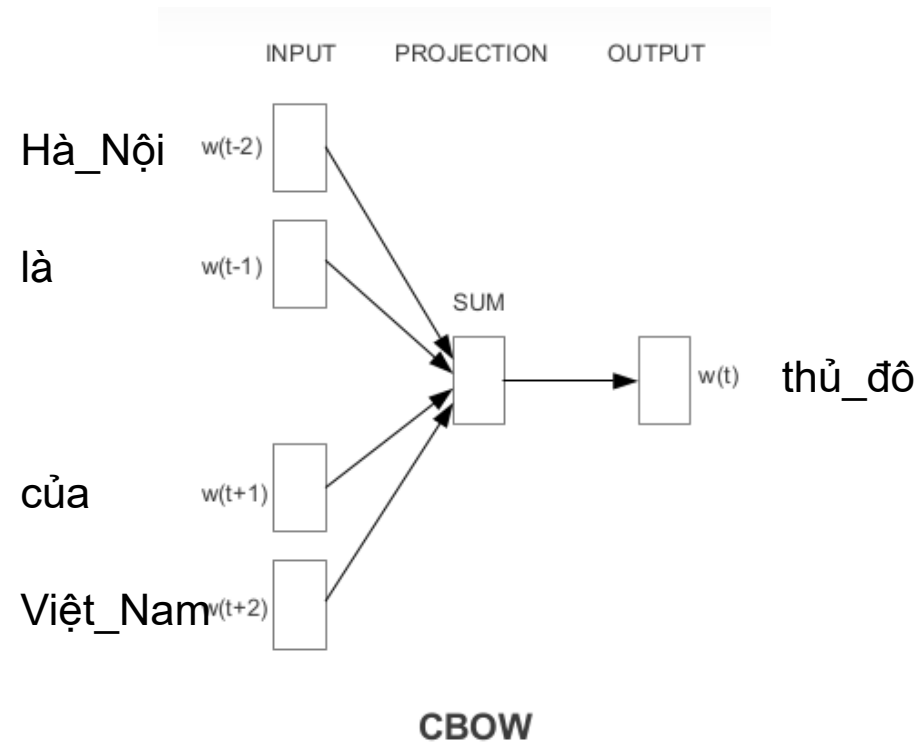 INPUT PROJECTION OUTPUT
Hà_Nội w(t-2)
là w(t-1)
SUM
w(t) thủ_đô
của w(t+1)
Việt_Nam w(t+2)
CBOW